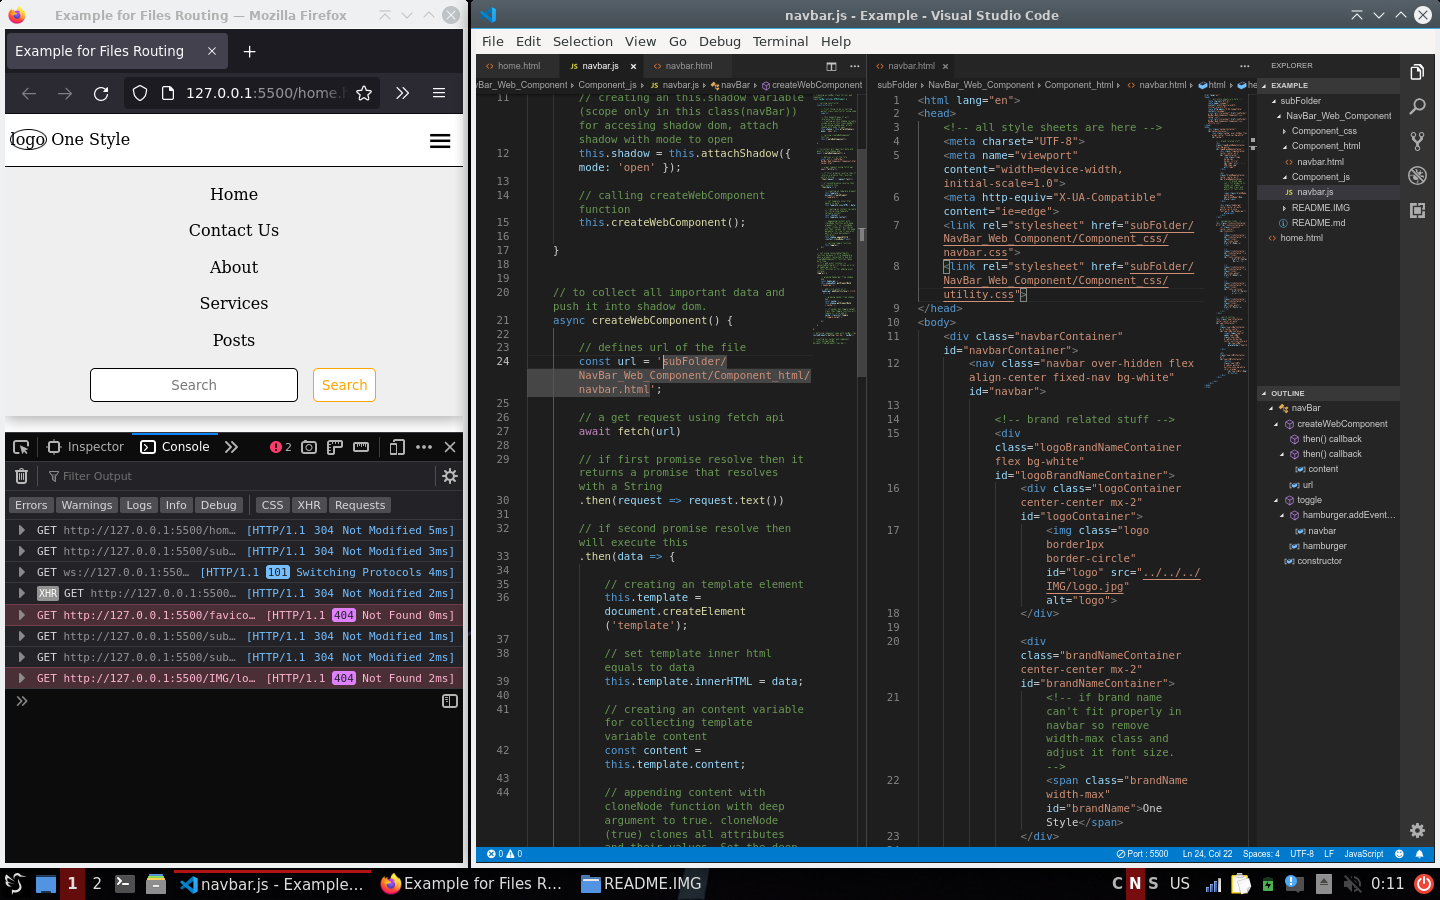 Example for Files Routing — Mozilla Firefox
Example for Files Routing
127.0.0.1:5500/home.
logo One Style
Home
Contact Us
About
Services
Posts
Search Search
Inspector Console 2
Filter Output
Errors Warnings Logs Info Debug CSS XHR Requests
GET http://127.0.0.1:5500/hom… [HTTP/1.1 304 Not Modified 5ms]
GET http://127.0.0.1:5500/sub… [HTTP/1.1 304 Not Modified 3ms]
GET ws://127.0.0.1:550… [HTTP/1.1 101 Switching Protocols 4ms]
XHR GET http://127.0.0.1:5500… [HTTP/1.1 304 Not Modified 2ms]
GET http://127.0.0.1:5500/favico… [HTTP/1.1 404 Not Found 0ms]
GET http://127.0.0.1:5500/sub… [HTTP/1.1 304 Not Modified 1ms]
GET http://127.0.0.1:5500/sub… [HTTP/1.1 304 Not Modified 2ms]
GET http://127.0.0.1:5500/IMG/lo… [HTTP/1.1 404 Not Found 2ms]
navbar.js - Example - Visual Studio Code
File Edit Selection View Go Debug Terminal Help
home.html navbar.js navbar.html
vBar_Web_Component Component_js navbar.js navBar createWebComponent
11 // creating an this.shadow variable
(scope only in this class(navBar))
for accesing shadow dom, attach
shadow with mode to open
12 this.shadow = this.attachShadow({
mode: 'open' });
13
14 // calling createWebComponent
function
15 this.createWebComponent();
16
17 }
18
19
20 // to collect all important data and
push it into shadow dom.
21 async createWebComponent() {
22
23 // defines url of the file
24 const url = 'subFolder/
NavBar_Web_Component/Component_html/
navbar.html';
25
26 // a get request using fetch api
27 await fetch(url)
28
29 // if first promise resolve then it
returns a promise that resolves
with a String
30 .then(request => request.text())
31
32 // if second promise resolve then
will execute this
33 .then(data => {
34
35 // creating an template element
36 this.template =
document.createElement
('template');
37
38 // set template inner html
equals to data
39 this.template.innerHTML = data;
40
41 // creating an content variable
for collecting template
variable content
42 const content =
this.template.content;
43
44 // appending content with
cloneNode function with deep
argument to true. cloneNode
(true) clones all attributes
and their values. Set the deep
navbar.html
subFolder NavBar_Web_Component Component_html navbar.html html he
1 <html lang="en">
2 <head>
3 <!-- all style sheets are here -->
4 <meta charset="UTF-8">
5 <meta name="viewport"
content="width=device-width,
initial-scale=1.0">
6 <meta http-equiv="X-UA-Compatible"
content="ie=edge">
7 <link rel="stylesheet" href="subFolder/
NavBar_Web_Component/Component_css/
navbar.css">
8 <link rel="stylesheet" href="subFolder/
NavBar_Web_Component/Component_css/
utility.css">
9 </head>
10 <body>
11 <div class="navbarContainer"
id="navbarContainer">
12 <nav class="navbar over-hidden flex
align-center fixed-nav bg-white"
id="navbar">
13
14 <!-- brand related stuff -->
15 <div
class="logoBrandNameContainer
flex bg-white"
id="logoBrandNameContainer">
16 <div class="logoContainer
center-center mx-2"
id="logoContainer">
17 <img class="logo
border1px
border-circle"
id="logo" src="../../../
IMG/logo.jpg"
alt="logo">
18 </div>
19
20 <div
class="brandNameContainer
center-center mx-2"
id="brandNameContainer">
21 <!-- if brand name
can't fit properly in
navbar so remove
width-max class and
adjust it font size.
-->
22 <span class="brandName
width-max"
id="brandName">One
Style</span>
23 </div>
EXPLORER
EXAMPLE
subFolder
NavBar_Web_Component
Component_css
Component_html
navbar.html
Component_js
navbar.js
README.IMG
README.md
home.html
OUTLINE
navBar
createWebComponent
then() callback
then() callback
content
url
toggle
hamburger.addEvent...
navbar
hamburger
constructor
0 0 Port : 5500 Ln 24, Col 22 Spaces: 4 UTF-8 LF JavaScript
1 2 navbar.js - Example… Example for Files R… README.IMG C N S US 0:11